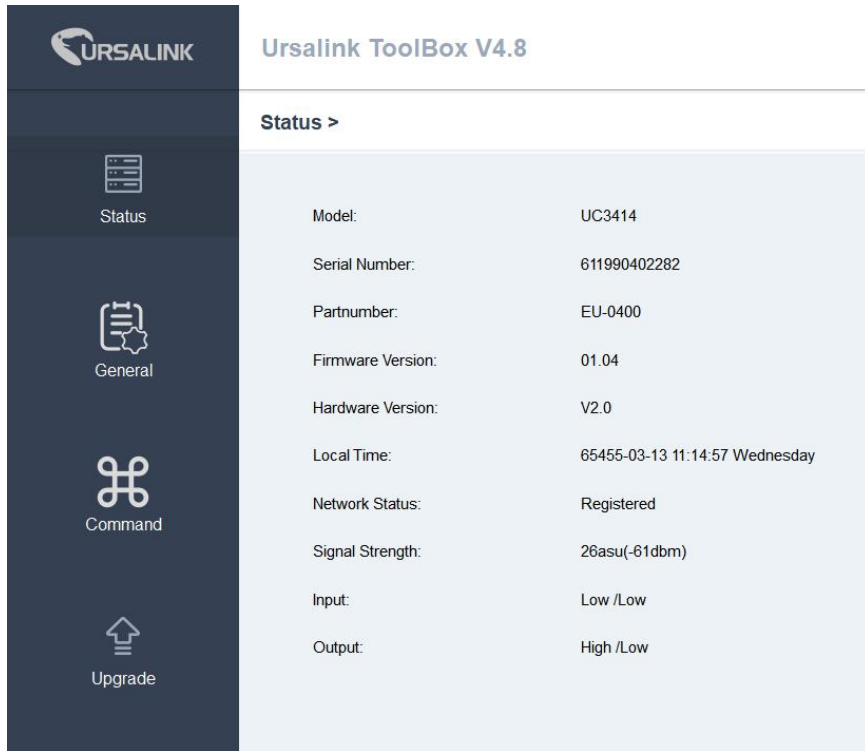 URSALINK
Ursalink ToolBox V4.8
Status >
Status
General
Command
Upgrade
Model: UC3414
Serial Number: 611990402282
Partnumber: EU-0400
Firmware Version: 01.04
Hardware Version: V2.0
Local Time: 65455-03-13 11:14:57 Wednesday
Network Status: Registered
Signal Strength: 26asu(-61dbm)
Input: Low /Low
Output: High /Low